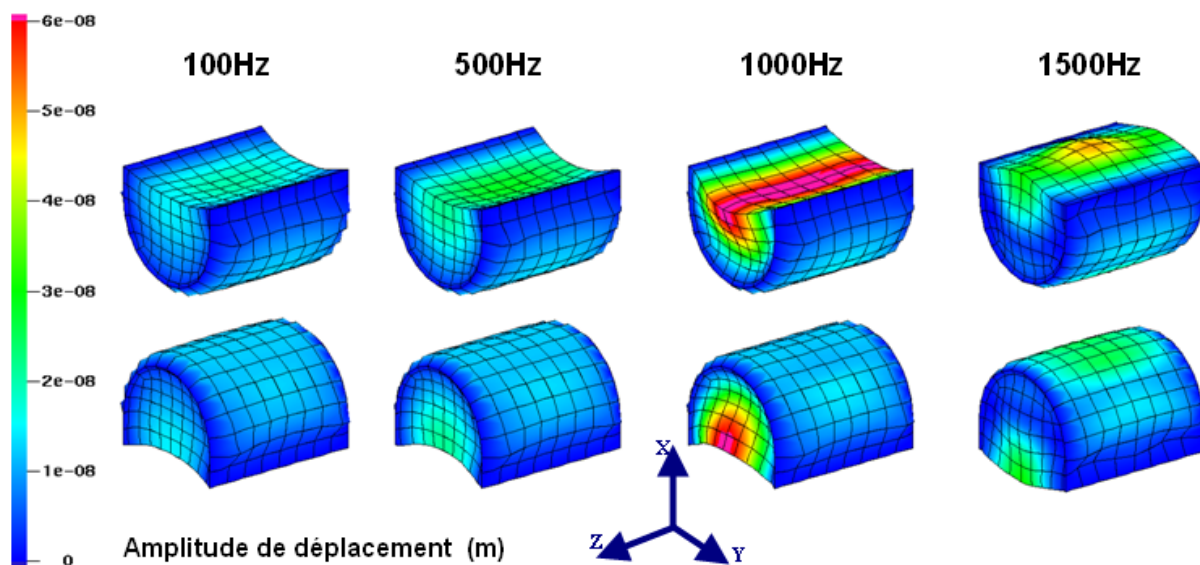 6e-08
5e-08
4e-08
3e-08
2e-08
1e-08
0
100Hz
500Hz
1000Hz
1500Hz
X
Z
Y
Amplitude de déplacement (m)